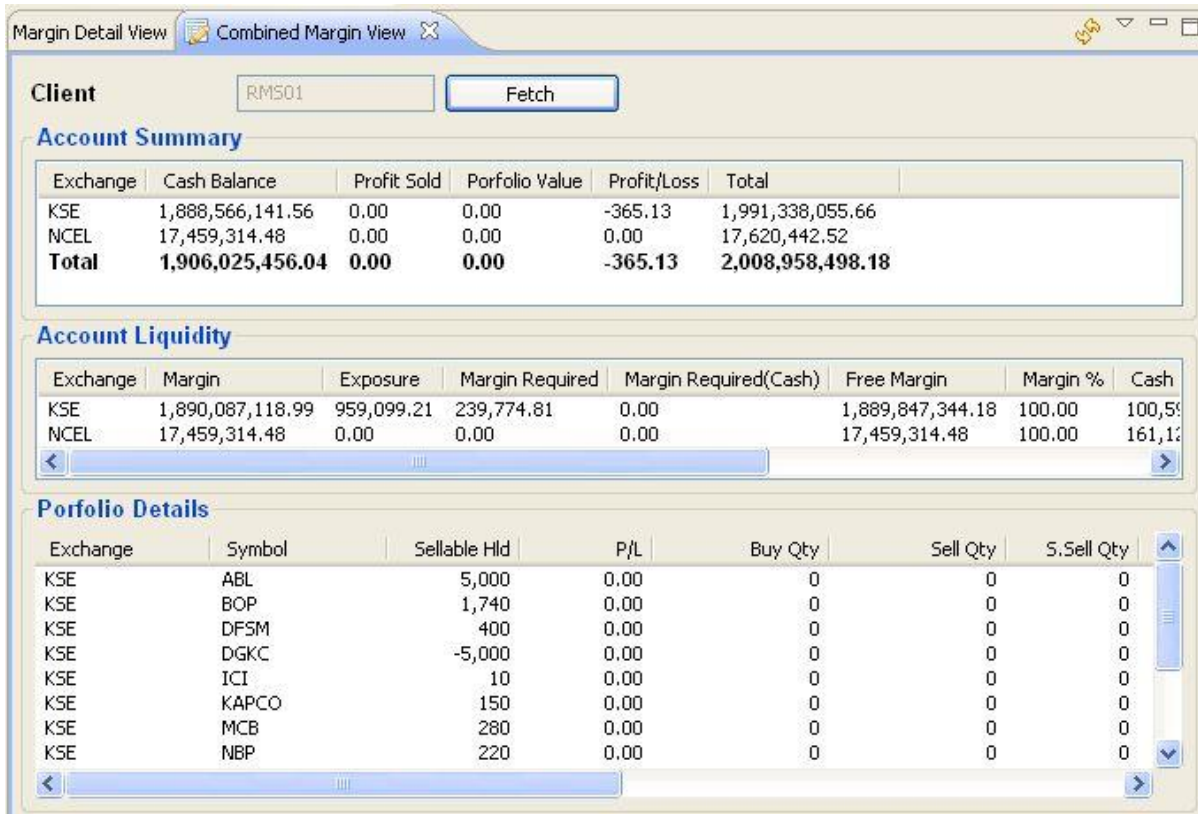 Margin Detail View Combined Margin View
Client RMS01 Fetch
Account Summary
Exchange Cash Balance Profit Sold Porfolio Value Profit/Loss Total
KSE 1,888,566,141.56 0.00 0.00 -365.13 1,991,338,055.66
NCEL 17,459,314.48 0.00 0.00 0.00 17,620,442.52
Total 1,906,025,456.04 0.00 0.00 -365.13 2,008,958,498.18
Account Liquidity
Exchange Margin Exposure Margin Required Margin Required(Cash) Free Margin Margin % Cash
KSE 1,890,087,118.99 959,099.21 239,774.81 0.00 1,889,847,344.18 100.00
NCEL 17,459,314.48 0.00 0.00 0.00 17,459,314.48 100.00
Porfolio Details
Exchange Symbol Sellable Hld P/L Buy Qty Sell Qty S.Sell Qty
KSE ABL 5,000 0.00 0 0 0
KSE BOP 1,740 0.00 0 0 0
KSE DFSM 400 0.00 0 0 0
KSE DGKC -5,000 0.00 0 0 0
KSE ICI 10 0.00 0 0 0
KSE KAPCO 150 0.00 0 0 0
KSE MCB 280 0.00 0 0 0
KSE NBP 220 0.00 0 0 0